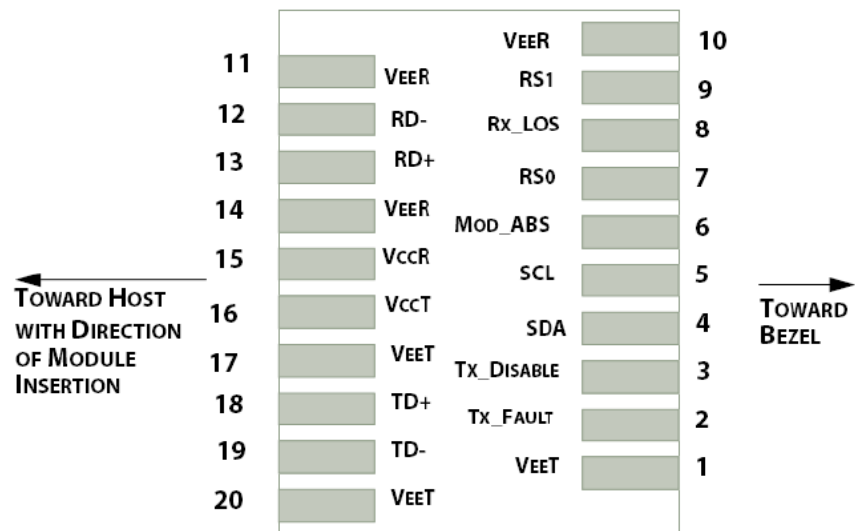 VEER 10
11 VEER
RS1 9
12 RD-
RX_LOS 8
13 RD+
RS0 7
14 VEER
MOD_ABS 6
15 VCCR
SCL 5
16 VCCT
SDA 4
17 VEET
TX_DISABLE 3
18 TD+
TX_FAULT 2
19 TD-
VEET 1
20 VEET
TOWARD HOST
WITH DIRECTION
OF MODULE
INSERTION
TOWARD
BEZEL